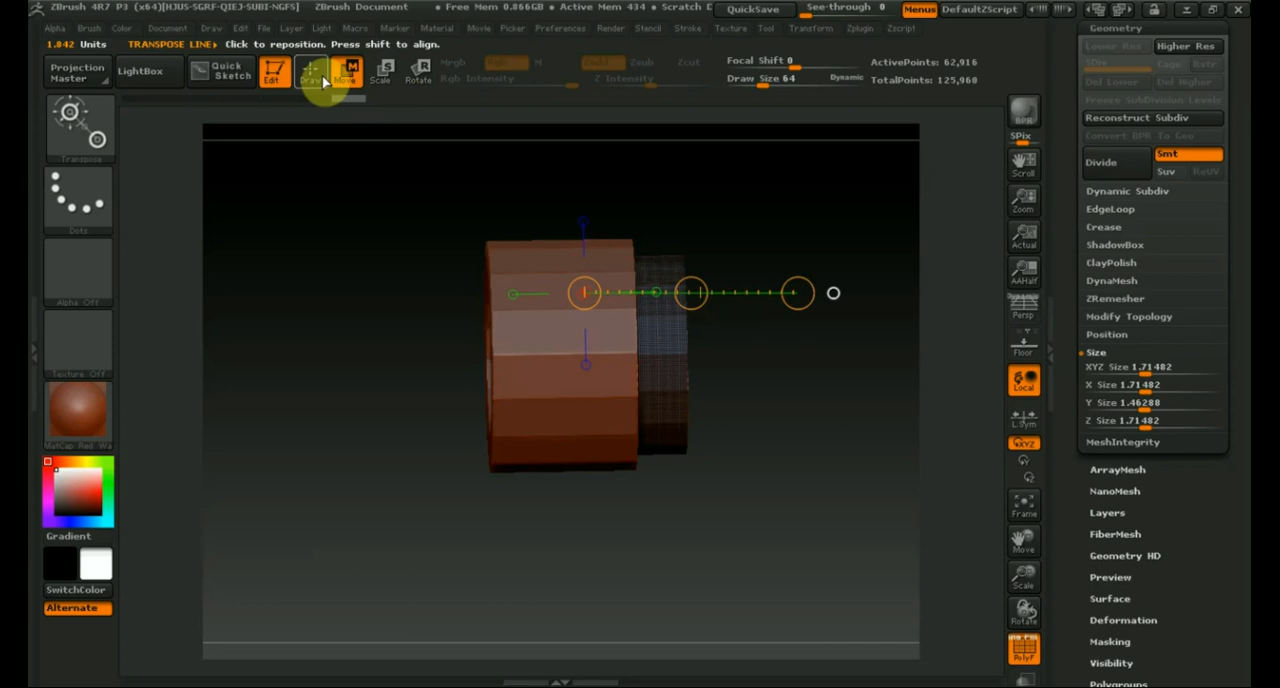 ZBrush 4R7 P3 (x64)[HJUS-SGRF-QIEJ-SUBI-NGFS] ZBrush Document • Free Mem 0.866GB • Active Mem 434 • Scratch D QuickSave See-through 0 Menus DefaultZScript
Alpha Brush Color Document Draw Edit File Layer Light Macro Marker Material Movie Picker Preferences Render Stencil Stroke Texture Tool Transform Zplugin Zscript
1.842 Units TRANSPOSE LINE> Click to reposition. Press shift to align.
Projection Master
LightBox
Quick Sketch
Edit
Draw
Move
Scale
Rotate
Mrgb Rgb M
Rgb Intensity
Zadd Zsub Zcut
Z Intensity
Focal Shift 0
Draw Size 64 Dynamic
ActivePoints: 62,916
TotalPoints: 125,960
Transpose
Dots
Alpha Off
Texture Off
MatCap Red Wa
Gradient
SwitchColor
Alternate
BPR
SPix
Scroll
Zoom
Actual
AAHalf
Dynamic
Persp
Floor
Local
L.Sym
XYZ
Frame
Move
Scale
Rotate
PolyF
Geometry
Lower Res Higher Res
SDiv Cage Rstr
Del Lower Del Higher
Freeze SubDivision Levels
Reconstruct Subdiv
Convert BPR To Geo
Divide Smt
Suv ReUV
Dynamic Subdiv
EdgeLoop
Crease
ShadowBox
ClayPolish
DynaMesh
ZRemesher
Modify Topology
Position
Size
XYZ Size 1.71482
X Size 1.71482
Y Size 1.46288
Z Size 1.71482
MeshIntegrity
ArrayMesh
NanoMesh
Layers
FiberMesh
Geometry HD
Preview
Surface
Deformation
Masking
Visibility
Polygroups